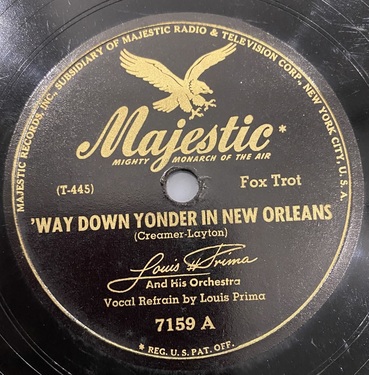 MAJESTIC RECORDS, INC., SUBSIDIARY OF MAJESTIC RADIO & TELEVISION CORP., NEW YORK CITY, U.S.A.
Majestic*
MIGHTY MONARCH OF THE AIR
(T-445)
Fox Trot
'WAY DOWN YONDER IN NEW ORLEANS
(Creamer-Layton)
Louis Prima
And His Orchestra
Vocal Refrain by Louis Prima
7159 A
* REG. U.S. PAT. OFF.